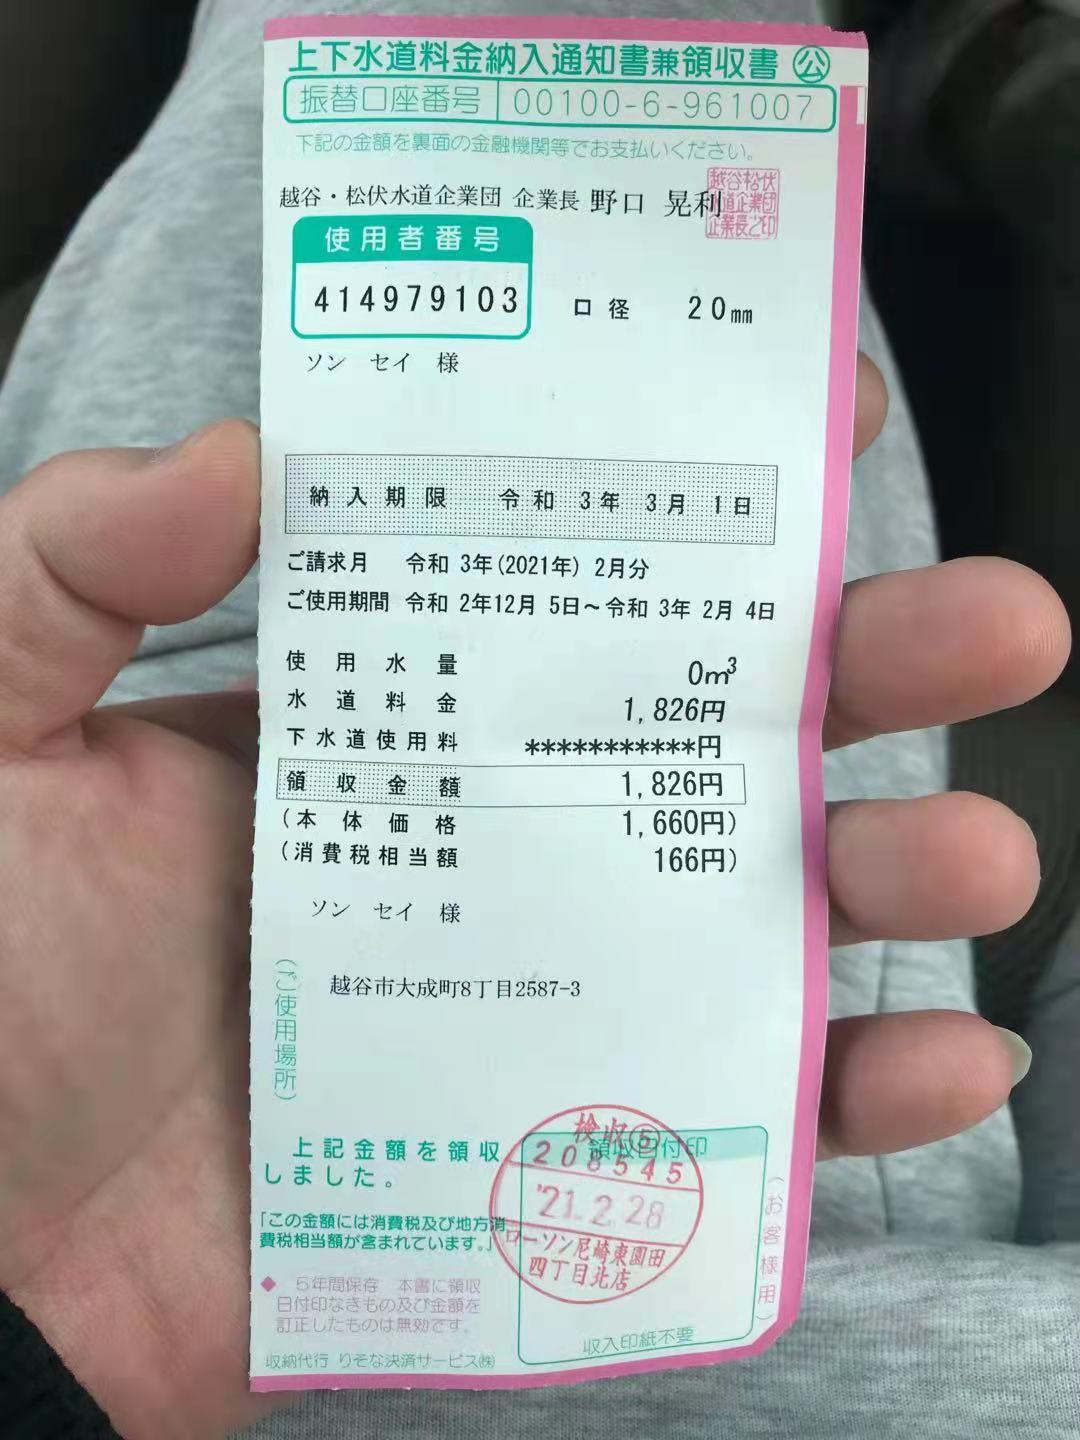 上下水道料金納入通知書兼領収書 公
振替口座番号 00100-6-961007
下記の金額を裏面の金融機関等でお支払いください。
越谷・松伏水道企業団 企業長 野口 晃利
越谷松伏
水道企業団
企業長之印
使用者番号
414979103 口径 20㎜
ソン セイ 様
納入期限 令和 3年 3月 1日
ご請求月 令和 3年(2021年) 2月分
ご使用期間 令和 2年12月 5日～令和 3年 2月 4日
使用水量 0m³
水道料金 1,826円
下水道使用料 ***********円
領収金額 1,826円
(本体価格 1,660円)
(消費税相当額 166円)
ソン セイ 様
(ご使用場所)
越谷市大成町8丁目2587-3
上記金額を領収
しました。
「この金額には消費税及び地方消
費税相当額が含まれています。」
◆ 5年間保存 本書に領収
日付印なきもの及び金額を
訂正したものは無効です。
収納代行 りそな決済サービス㈱
領収日付印
検収⑤
208545
'21.2.28
ローソン尼崎東園田
四丁目北店
収入印紙不要
(お客様用)